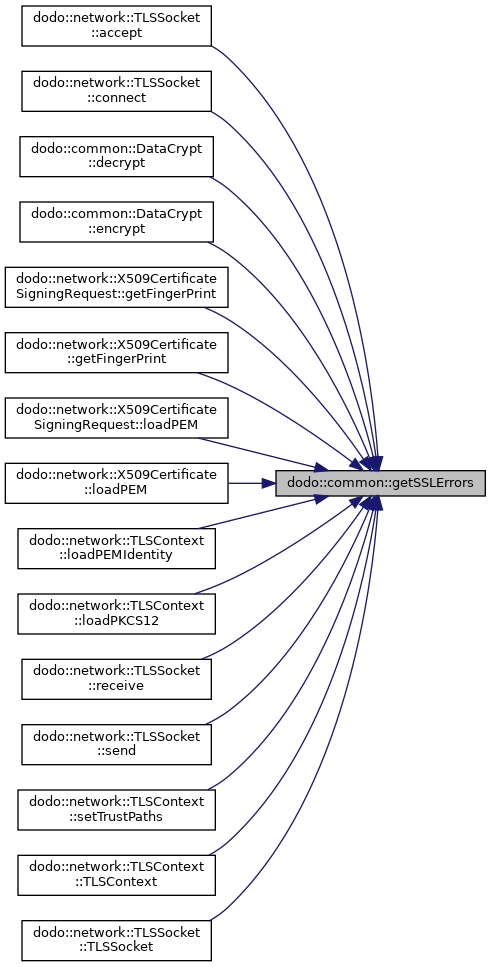 dodo::network::TLSSocket
::accept
dodo::network::TLSSocket
::connect
dodo::common::DataCrypt
::decrypt
dodo::common::DataCrypt
::encrypt
dodo::network::X509Certificate
SigningRequest::getFingerPrint
dodo::network::X509Certificate
::getFingerPrint
dodo::network::X509Certificate
SigningRequest::loadPEM
dodo::network::X509Certificate
::loadPEM
dodo::common::getSSLErrors
dodo::network::TLSContext
::loadPEMIdentity
dodo::network::TLSContext
::loadPKCS12
dodo::network::TLSSocket
::receive
dodo::network::TLSSocket
::send
dodo::network::TLSContext
::setTrustPaths
dodo::network::TLSContext
::TLSContext
dodo::network::TLSSocket
::TLSSocket